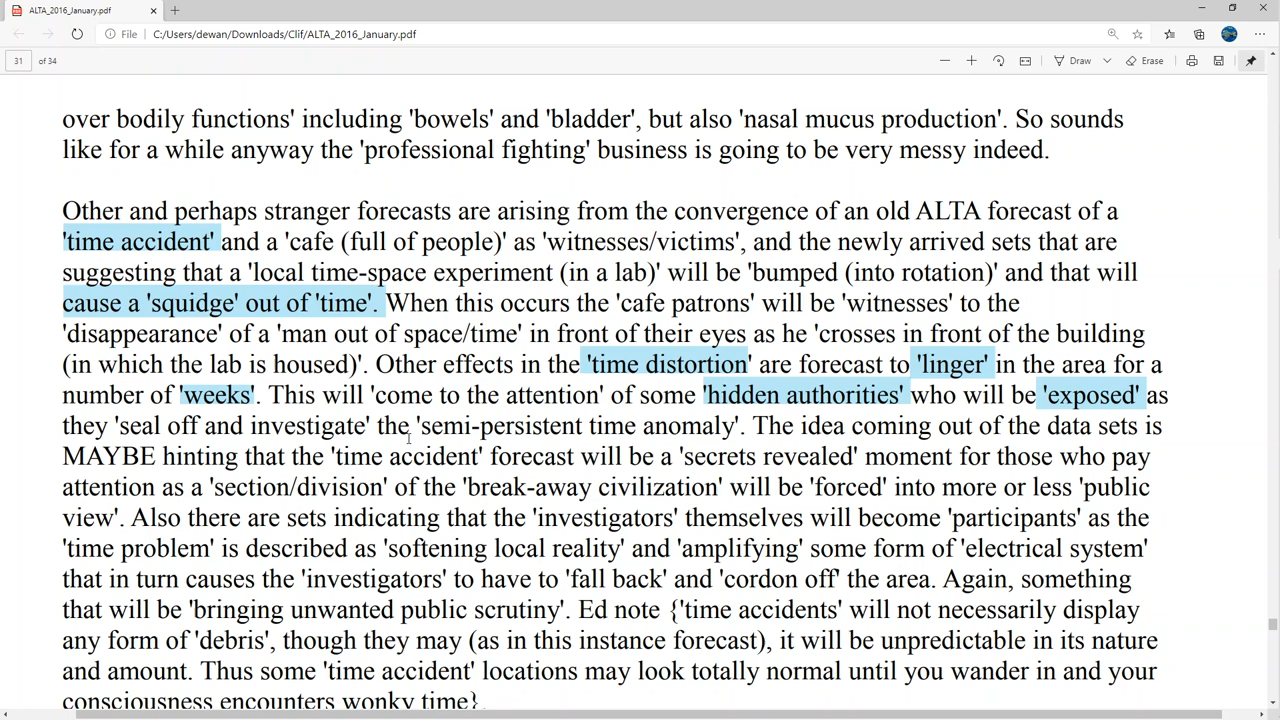 ALTA_2016_January.pdf
File C:/Users/dewan/Downloads/Clif/ALTA_2016_January.pdf
31 of 34 Draw Erase
over bodily functions' including 'bowels' and 'bladder', but also 'nasal mucus production'. So sounds
like for a while anyway the 'professional fighting' business is going to be very messy indeed.
Other and perhaps stranger forecasts are arising from the convergence of an old ALTA forecast of a
'time accident' and a 'cafe (full of people)' as 'witnesses/victims', and the newly arrived sets that are
suggesting that a 'local time-space experiment (in a lab)' will be 'bumped (into rotation)' and that will
cause a 'squidge' out of 'time'. When this occurs the 'cafe patrons' will be 'witnesses' to the
'disappearance' of a 'man out of space/time' in front of their eyes as he 'crosses in front of the building
(in which the lab is housed)'. Other effects in the 'time distortion' are forecast to 'linger' in the area for a
number of 'weeks'. This will 'come to the attention' of some 'hidden authorities' who will be 'exposed' as
they 'seal off and investigate' the 'semi-persistent time anomaly'. The idea coming out of the data sets is
MAYBE hinting that the 'time accident' forecast will be a 'secrets revealed' moment for those who pay
attention as a 'section/division' of the 'break-away civilization' will be 'forced' into more or less 'public
view'. Also there are sets indicating that the 'investigators' themselves will become 'participants' as the
'time problem' is described as 'softening local reality' and 'amplifying' some form of 'electrical system'
that in turn causes the 'investigators' to have to 'fall back' and 'cordon off' the area. Again, something
that will be 'bringing unwanted public scrutiny'. Ed note {'time accidents' will not necessarily display
any form of 'debris', though they may (as in this instance forecast), it will be unpredictable in its nature
and amount. Thus some 'time accident' locations may look totally normal until you wander in and your
consciousness encounters wonky time}.